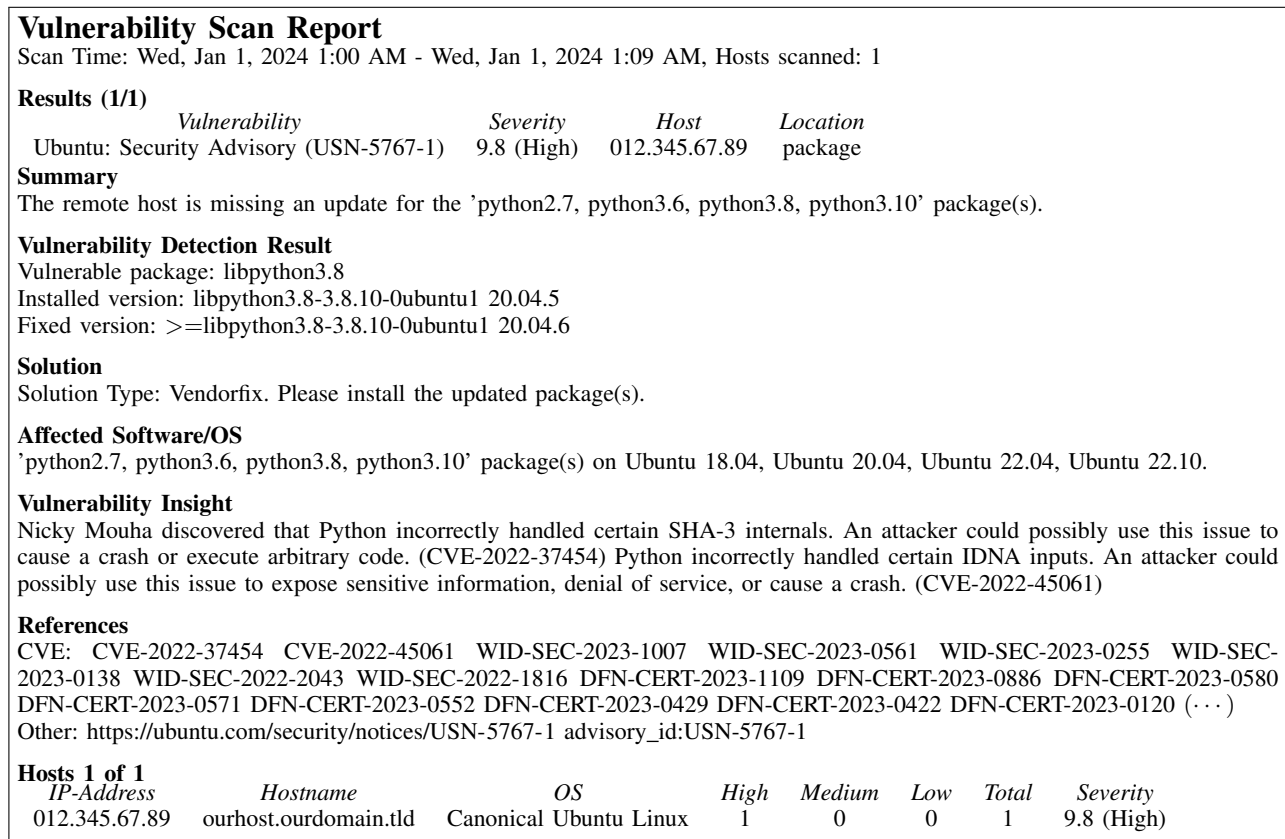 Vulnerability Scan Report
Scan Time: Wed, Jan 1, 2024 1:00 AM - Wed, Jan 1, 2024 1:09 AM, Hosts scanned: 1
Results (1/1)
Vulnerability Severity Host Location
Ubuntu: Security Advisory (USN-5767-1) 9.8 (High) 012.345.67.89 package
Summary
The remote host is missing an update for the ’python2.7, python3.6, python3.8, python3.10’ package(s).
Vulnerability Detection Result
Vulnerable package: libpython3.8
Installed version: libpython3.8-3.8.10-0ubuntu1 20.04.5
Fixed version: >=libpython3.8-3.8.10-0ubuntu1 20.04.6
Solution
Solution Type: Vendorfix. Please install the updated package(s).
Affected Software/OS
’python2.7, python3.6, python3.8, python3.10’ package(s) on Ubuntu 18.04, Ubuntu 20.04, Ubuntu 22.04, Ubuntu 22.10.
Vulnerability Insight
Nicky Mouha discovered that Python incorrectly handled certain SHA-3 internals. An attacker could possibly use this issue to
cause a crash or execute arbitrary code. (CVE-2022-37454) Python incorrectly handled certain IDNA inputs. An attacker could
possibly use this issue to expose sensitive information, denial of service, or cause a crash. (CVE-2022-45061)
References
CVE: CVE-2022-37454 CVE-2022-45061 WID-SEC-2023-1007 WID-SEC-2023-0561 WID-SEC-2023-0255 WID-SEC-
2023-0138 WID-SEC-2022-2043 WID-SEC-2022-1816 DFN-CERT-2023-1109 DFN-CERT-2023-0886 DFN-CERT-2023-0580
DFN-CERT-2023-0571 DFN-CERT-2023-0552 DFN-CERT-2023-0429 DFN-CERT-2023-0422 DFN-CERT-2023-0120 (···)
Other: https://ubuntu.com/security/notices/USN-5767-1 advisory_id:USN-5767-1
Hosts 1 of 1
IP-Address Hostname OS High Medium Low Total Severity
012.345.67.89 ourhost.ourdomain.tld Canonical Ubuntu Linux 1 0 0 1 9.8 (High)